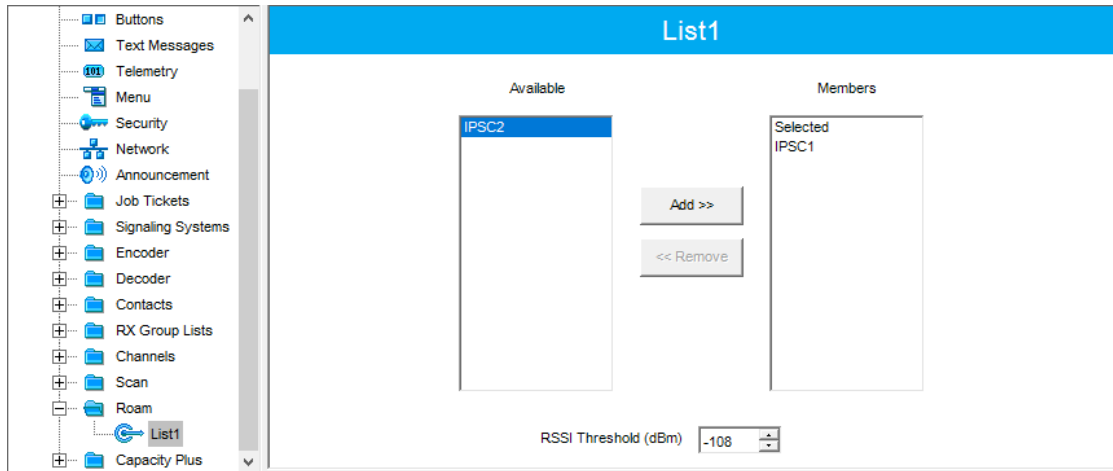 Buttons
Text Messages
101 Telemetry
Menu
Security
Network
Announcement
Job Tickets
Signaling Systems
Encoder
Decoder
Contacts
RX Group Lists
Channels
Scan
Roam
List1
Capacity Plus
List1
Available
IPSC2
Add >>
<< Remove
Members
Selected
IPSC1
RSSI Threshold (dBm) -108